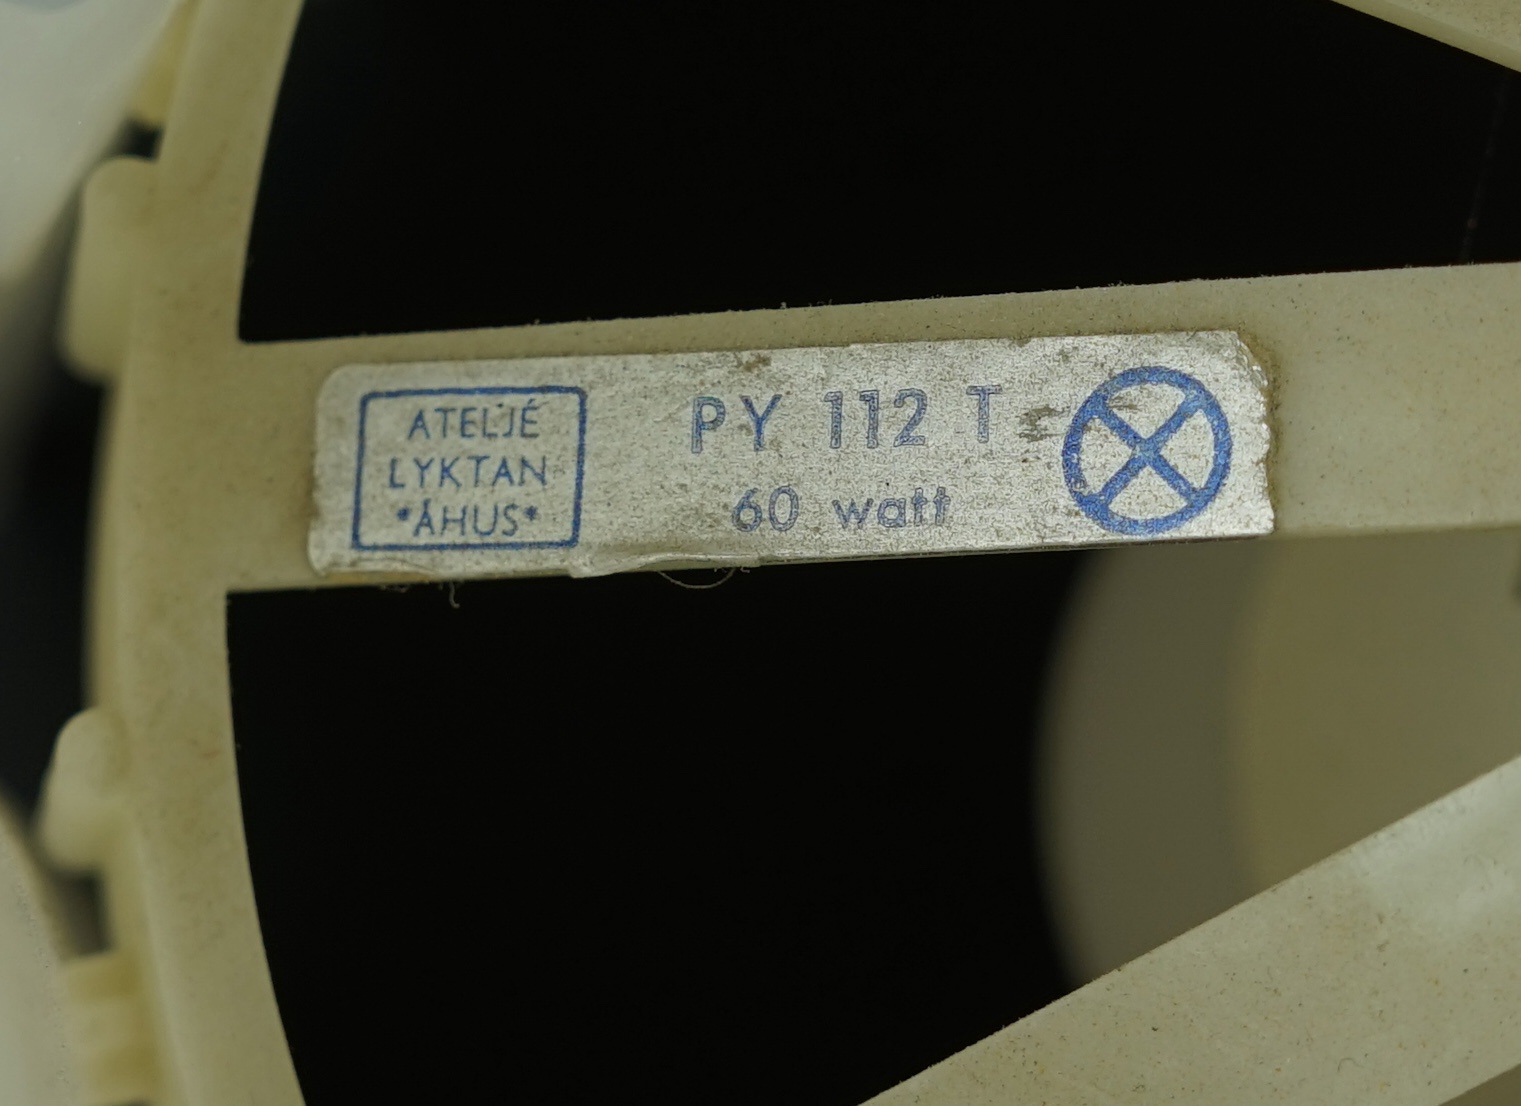 ATELJÉ
LYKTAN
*ÅHUS*
PY 112 T
60 watt